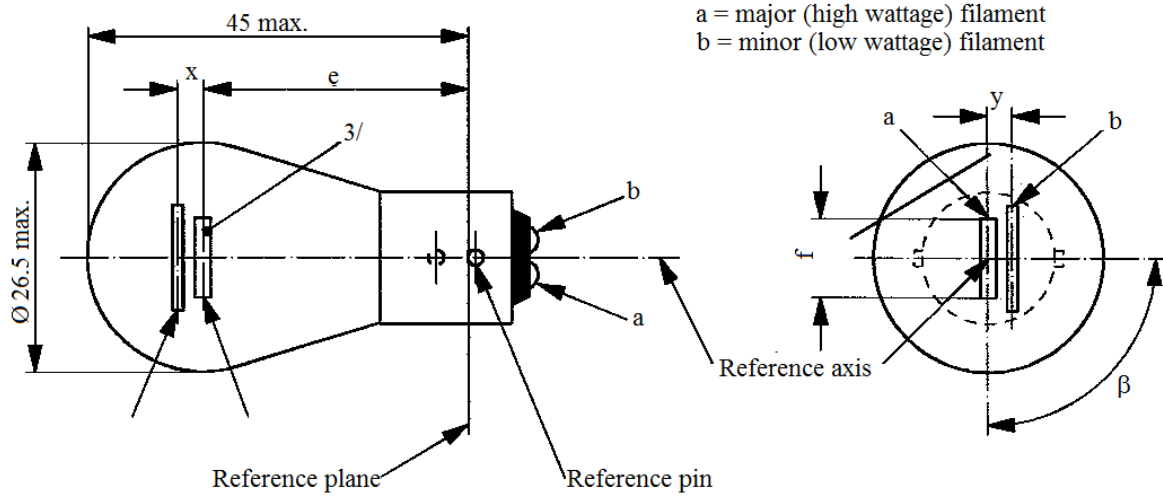 a = major (high wattage) filament
b = minor (low wattage) filament
45 max.
x
e
y
a
b
3/
b
Ø 26.5 max.
f
a
Reference axis
β
Reference plane
Reference pin